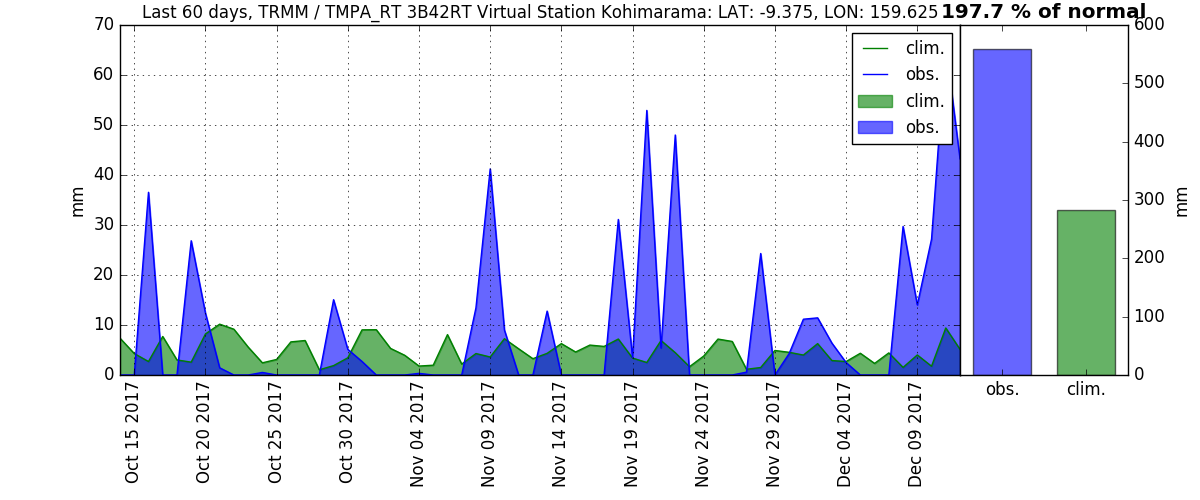 Last 60 days, TRMM / TMPA_RT 3B42RT Virtual Station Kohimarama: LAT: -9.375, LON: 159.625 197.7 % of normal
70
60
50
40
30
20
10
0
mm
clim.
obs.
clim.
obs.
600
500
400
300
200
100
0
mm
Oct 15 2017
Oct 20 2017
Oct 25 2017
Oct 30 2017
Nov 04 2017
Nov 09 2017
Nov 14 2017
Nov 19 2017
Nov 24 2017
Nov 29 2017
Dec 04 2017
Dec 09 2017
obs.
clim.